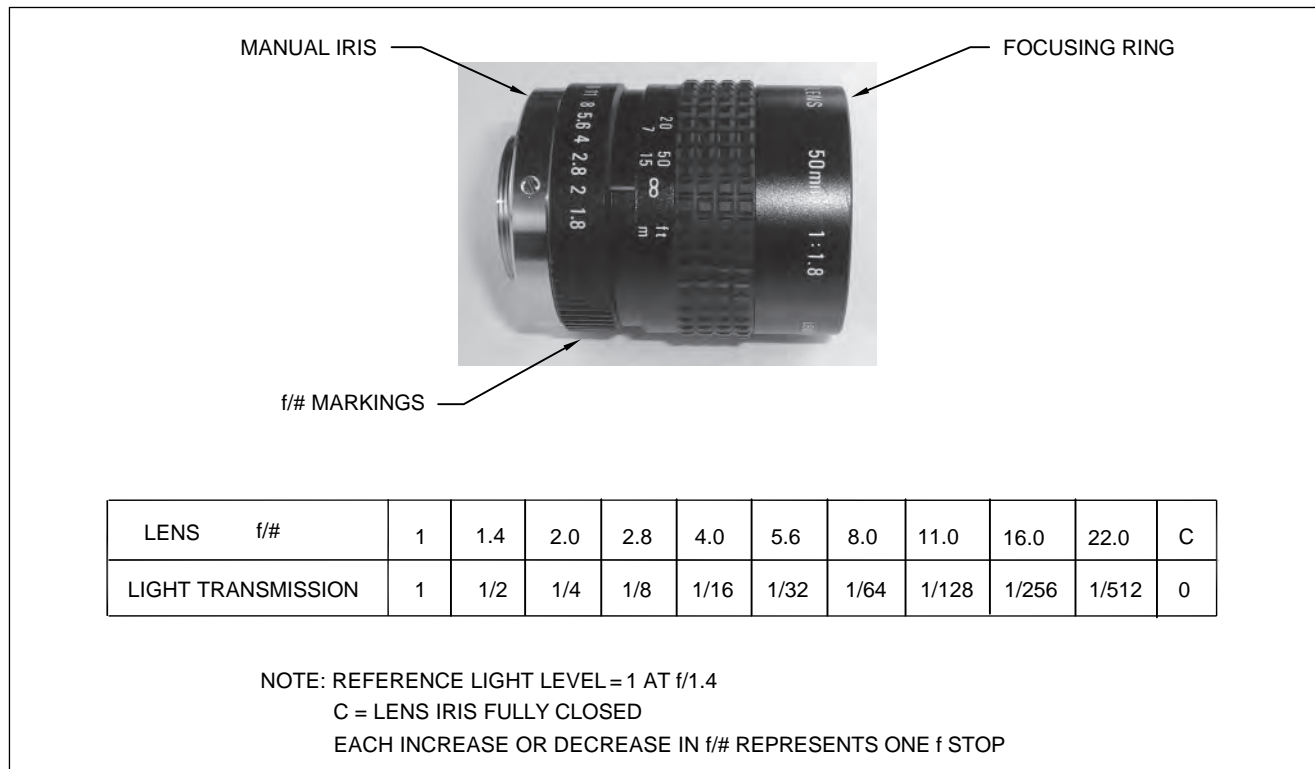 MANUAL IRIS
FOCUSING RING
11 8 5.6 4 2.8 2 1.8
20 50 ∞ ft
7 15 m
LENS 50mm 1:1.8
f/# MARKINGS
LENS f/# 1 1.4 2.0 2.8 4.0 5.6 8.0 11.0 16.0 22.0 C
LIGHT TRANSMISSION 1 1/2 1/4 1/8 1/16 1/32 1/64 1/128 1/256 1/512 0
NOTE: REFERENCE LIGHT LEVEL = 1 AT f/1.4
C = LENS IRIS FULLY CLOSED
EACH INCREASE OR DECREASE IN f/# REPRESENTS ONE f STOP